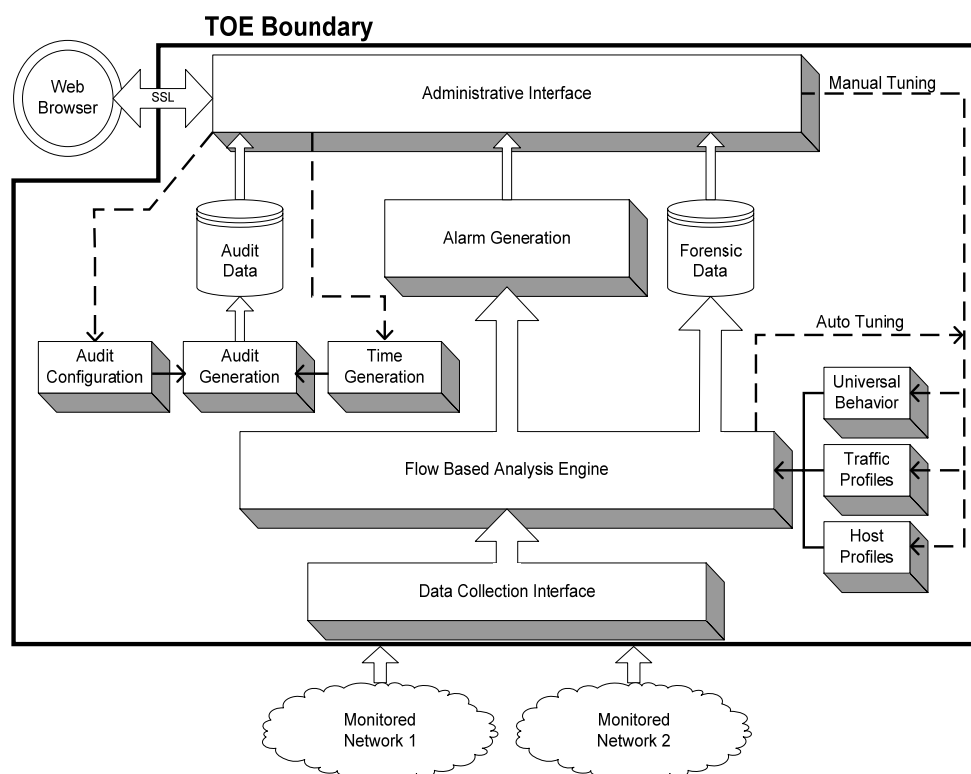 TOE Boundary
Web
Browser
SSL
Administrative Interface
Manual Tuning
Audit
Data
Alarm Generation
Forensic
Data
Auto Tuning
Audit
Configuration
Audit
Generation
Time
Generation
Universal
Behavior
Flow Based Analysis Engine
Traffic
Profiles
Host
Profiles
Data Collection Interface
Monitored
Network 1
Monitored
Network 2